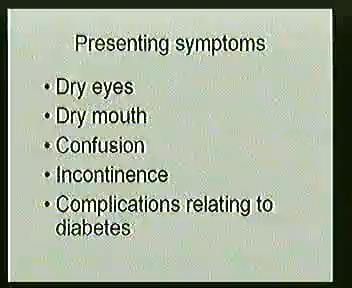 Presenting symptoms
• Dry eyes
• Dry mouth
• Confusion
• Incontinence
• Complications relating to
diabetes